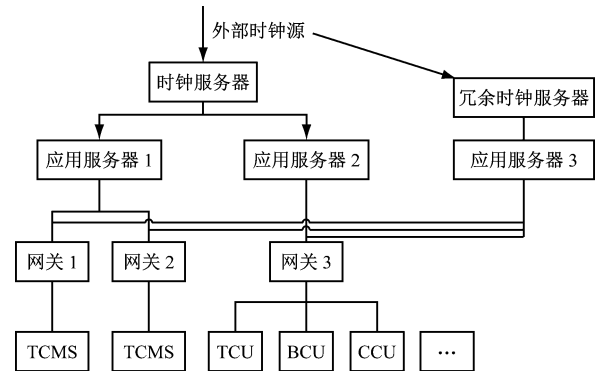 外部时钟源
时钟服务器
冗余时钟服务器
应用服务器 1
应用服务器 2
应用服务器 3
网关 1
网关 2
网关 3
TCMS
TCMS
TCU
BCU
CCU
…